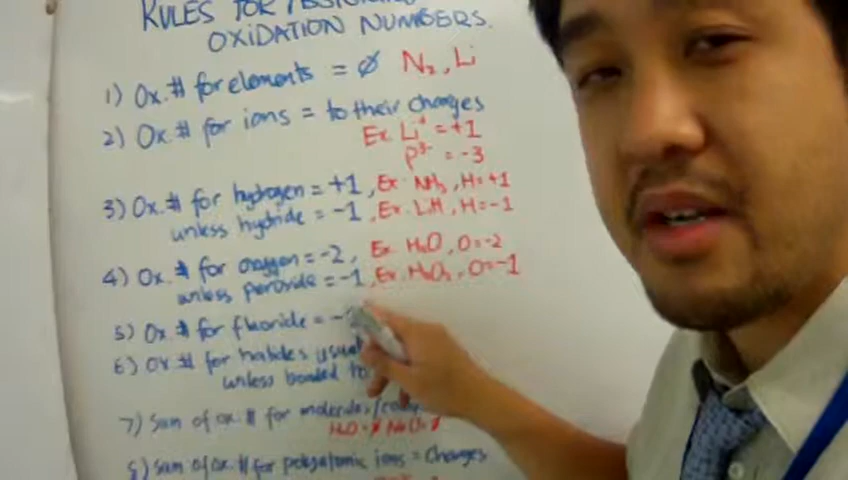 RULES FOR
OXIDATION NUMBERS.
1) Ox.# for elements = ∅ N₂, Li
2) Ox.# for ions = to their charges
Ex Li⁺ = +1
P³⁻ = -3
3) Ox.# for hydrogen = +1, Ex. NH₃, H=+1
unless hydride = -1, Ex. LiH, H=-1
4) Ox.# for oxygen = -2, Ex H₂O, O=-2
unless peroxide = -1, Ex. H₂O₂, O=-1
5) Ox # for fluoride = -
6) Ox # for halides
unless bonded to
7) Sum of ox.# for molecules/
H₂O
8) Sum of ox.# for polyatomic ions = Charges